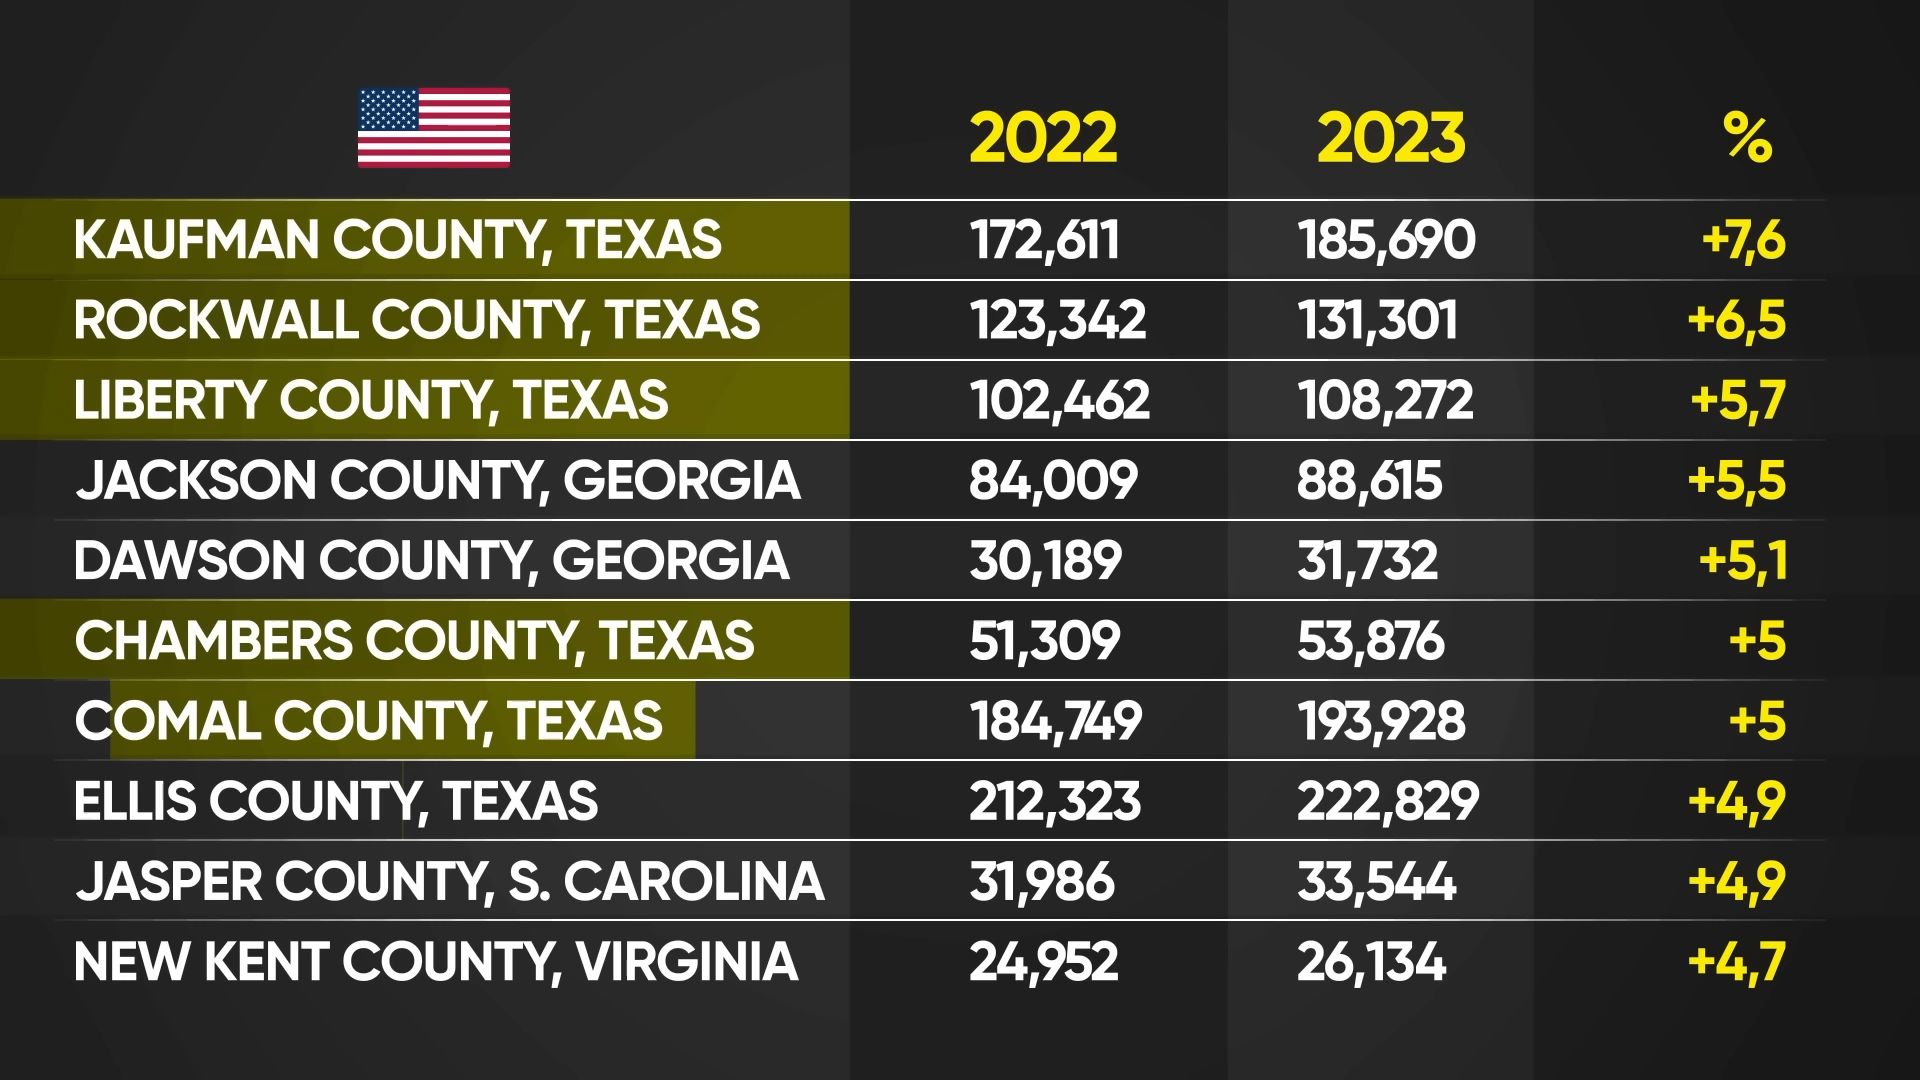 2022 2023 %
KAUFMAN COUNTY, TEXAS 172,611 185,690 +7,6
ROCKWALL COUNTY, TEXAS 123,342 131,301 +6,5
LIBERTY COUNTY, TEXAS 102,462 108,272 +5,7
JACKSON COUNTY, GEORGIA 84,009 88,615 +5,5
DAWSON COUNTY, GEORGIA 30,189 31,732 +5,1
CHAMBERS COUNTY, TEXAS 51,309 53,876 +5
COMAL COUNTY, TEXAS 184,749 193,928 +5
ELLIS COUNTY, TEXAS 212,323 222,829 +4,9
JASPER COUNTY, S. CAROLINA 31,986 33,544 +4,9
NEW KENT COUNTY, VIRGINIA 24,952 26,134 +4,7